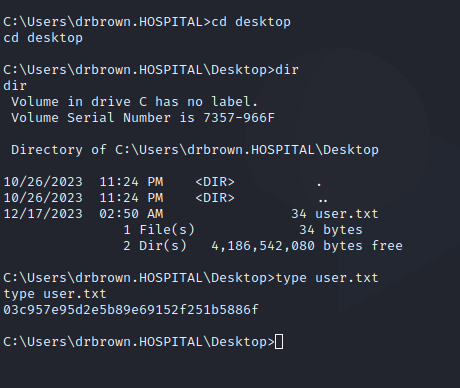 C:\Users\drbrown.HOSPITAL>cd desktop
cd desktop
C:\Users\drbrown.HOSPITAL\Desktop>dir
dir
 Volume in drive C has no label.
 Volume Serial Number is 7357-966F
 Directory of C:\Users\drbrown.HOSPITAL\Desktop
10/26/2023  11:24 PM    <DIR>          .
10/26/2023  11:24 PM    <DIR>          ..
12/17/2023  02:50 AM                34 user.txt
               1 File(s)             34 bytes
               2 Dir(s)   4,186,542,080 bytes free
C:\Users\drbrown.HOSPITAL\Desktop>type user.txt
type user.txt
03c957e95d2e5b89e69152f251b5886f
C:\Users\drbrown.HOSPITAL\Desktop>